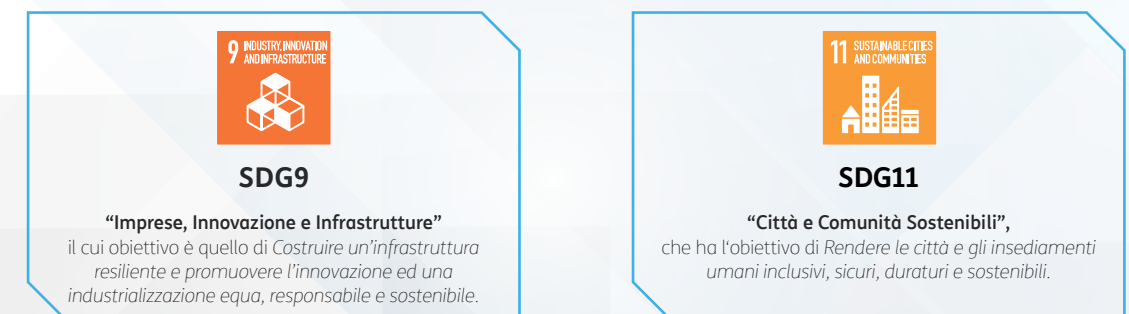 9 INDUSTRY, INNOVATION
AND INFRASTRUCTURE
SDG9
“Imprese, Innovazione e Infrastrutture”
il cui obiettivo è quello di Costruire un’infrastruttura
resiliente e promuovere l’innovazione ed una
industrializzazione equa, responsabile e sostenibile.
11 SUSTAINABLE CITIES
AND COMMUNITIES
SDG11
“Città e Comunità Sostenibili”,
che ha l‘obiettivo di Rendere le città e gli insediamenti
umani inclusivi, sicuri, duraturi e sostenibili.